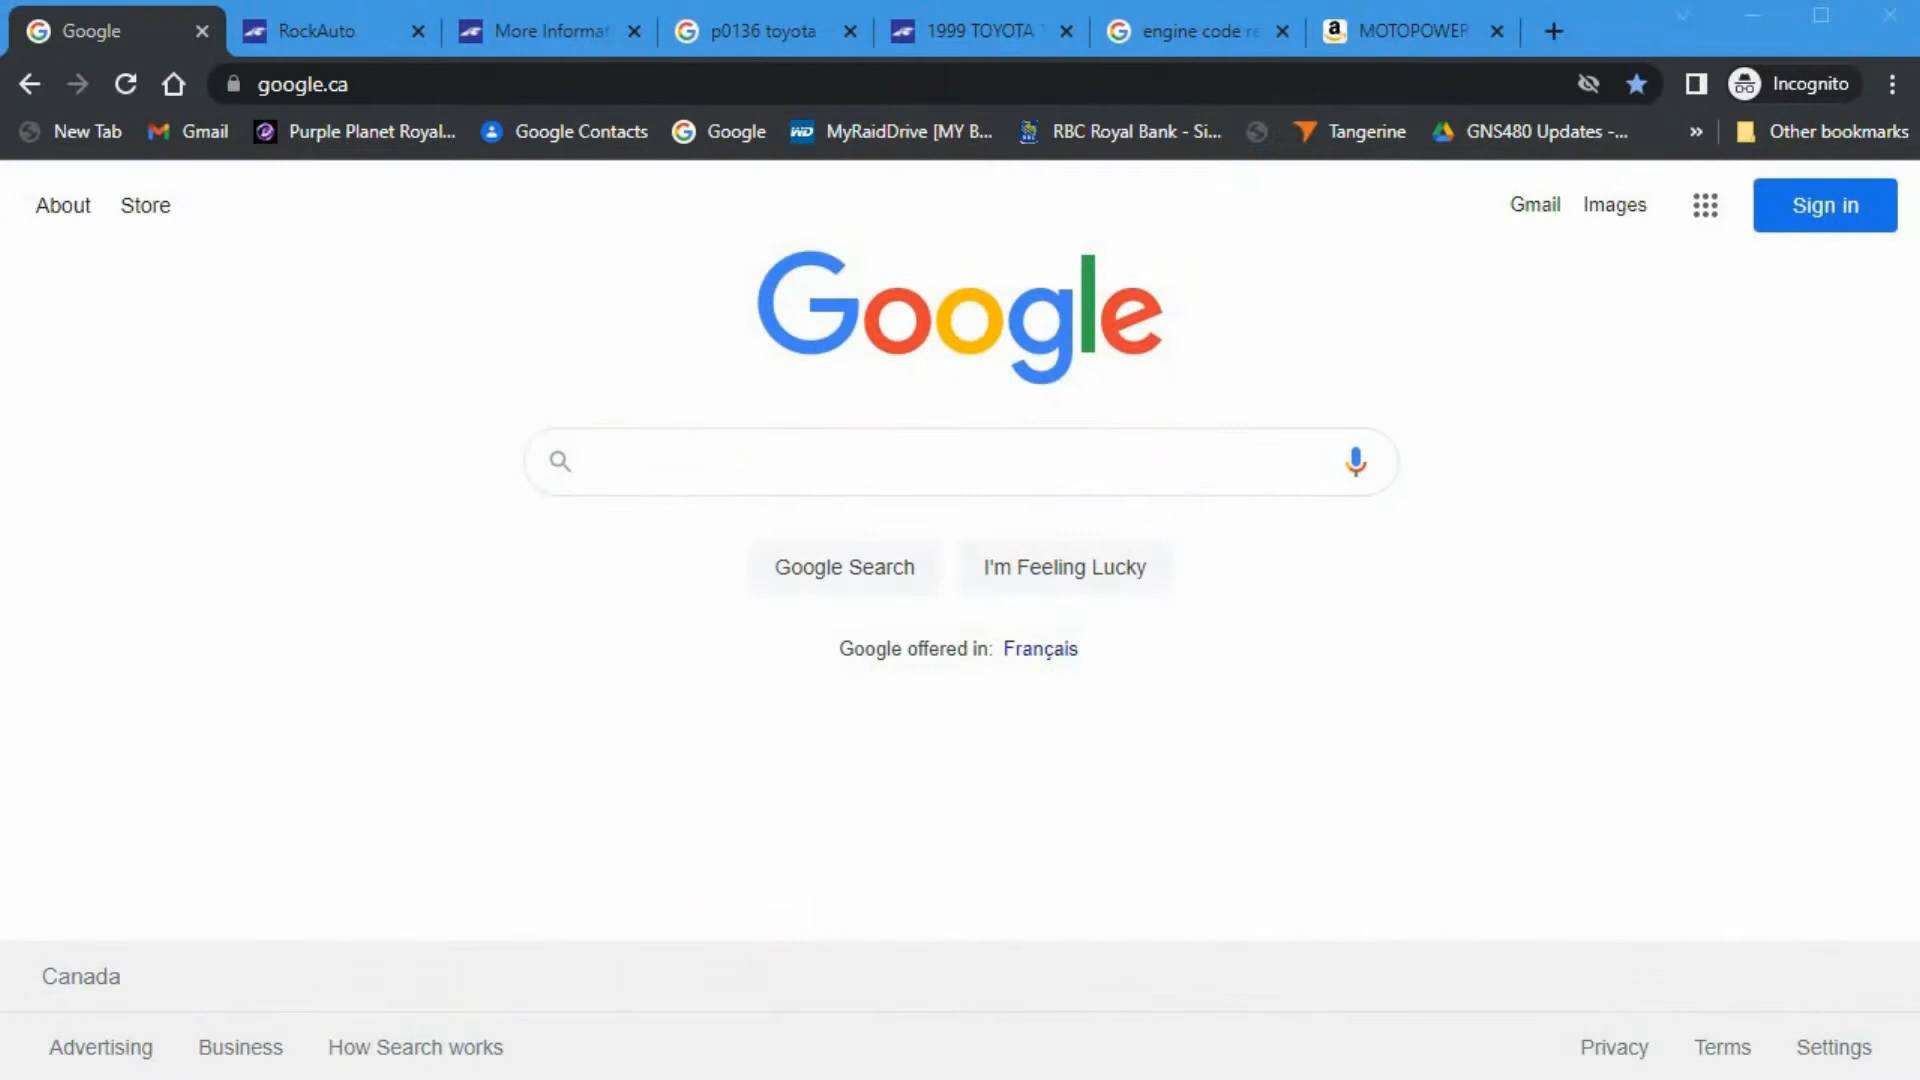 Google RockAuto More Informat p0136 toyota 1999 TOYOTA engine code re MOTOPOWER
google.ca Incognito
New Tab Gmail Purple Planet Royal... Google Contacts Google MyRaidDrive [MY B... RBC Royal Bank - Si... Tangerine GNS480 Updates -... » Other bookmarks
About Store Gmail Images Sign in
Google
Google Search I'm Feeling Lucky
Google offered in: Français
Canada
Advertising Business How Search works Privacy Terms Settings